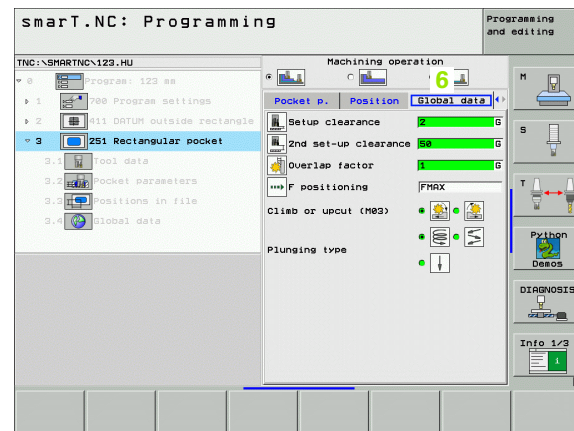 smarT.NC: Programming
Programming
and editing
TNC:\SMARTNC\123.HU
Machining operation
0 Program: 123 mm
1 700 Program settings
2 411 DATUM outside rectangle
3 251 Rectangular pocket
3.1 Tool data
3.2 Pocket parameters
3.3 Positions in file
3.4 Global data
6
Pocket p. Position Global data
Setup clearance 2 G
2nd set-up clearance 50 G
Overlap factor 1 G
F positioning FMAX
Climb or upcut (M03)
Plunging type
M
S
T
Python
Demos
DIAGNOSIS
Info 1/3
i